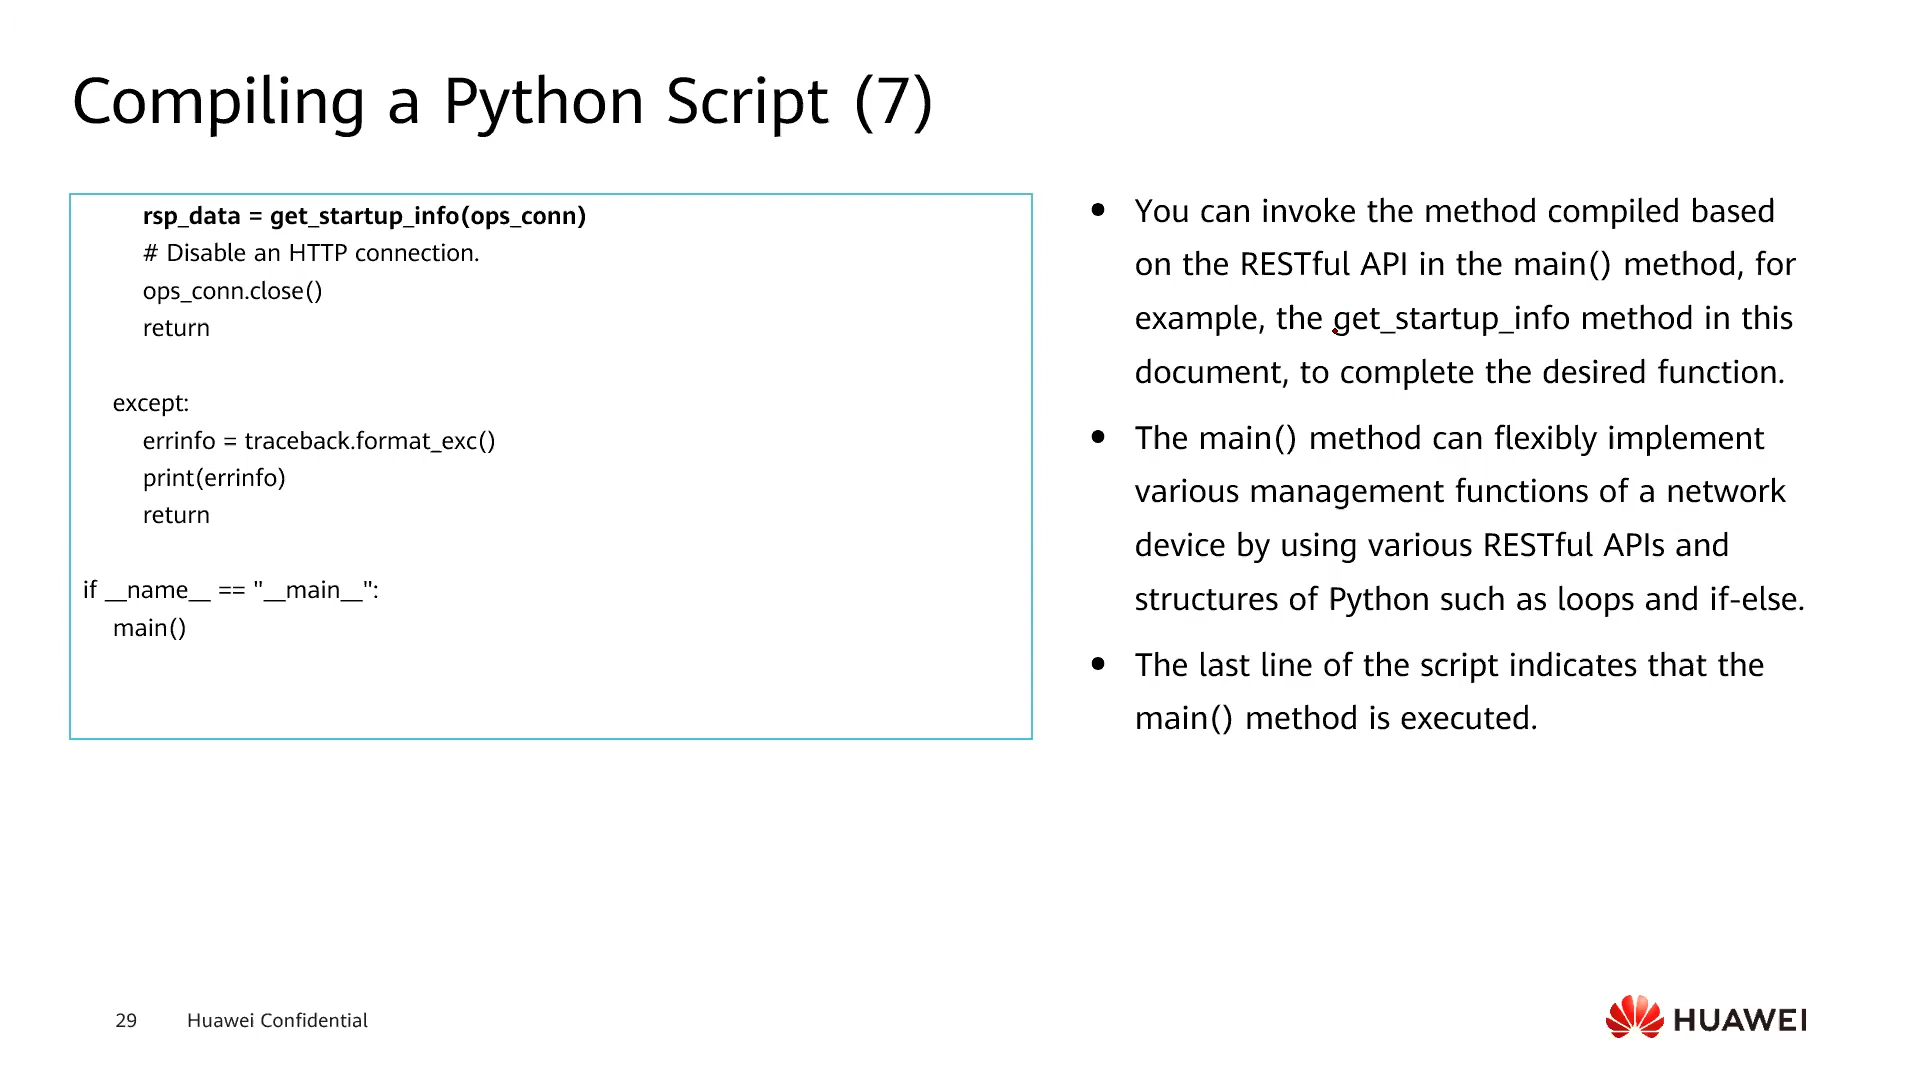 Compiling a Python Script (7)
rsp_data = get_startup_info(ops_conn)
# Disable an HTTP connection.
ops_conn.close()
return
except:
errinfo = traceback.format_exc()
print(errinfo)
return
if __name__ == "__main__":
main()
• You can invoke the method compiled based
on the RESTful API in the main() method, for
example, the get_startup_info method in this
document, to complete the desired function.
• The main() method can flexibly implement
various management functions of a network
device by using various RESTful APIs and
structures of Python such as loops and if-else.
• The last line of the script indicates that the
main() method is executed.
29 Huawei Confidential
HUAWEI